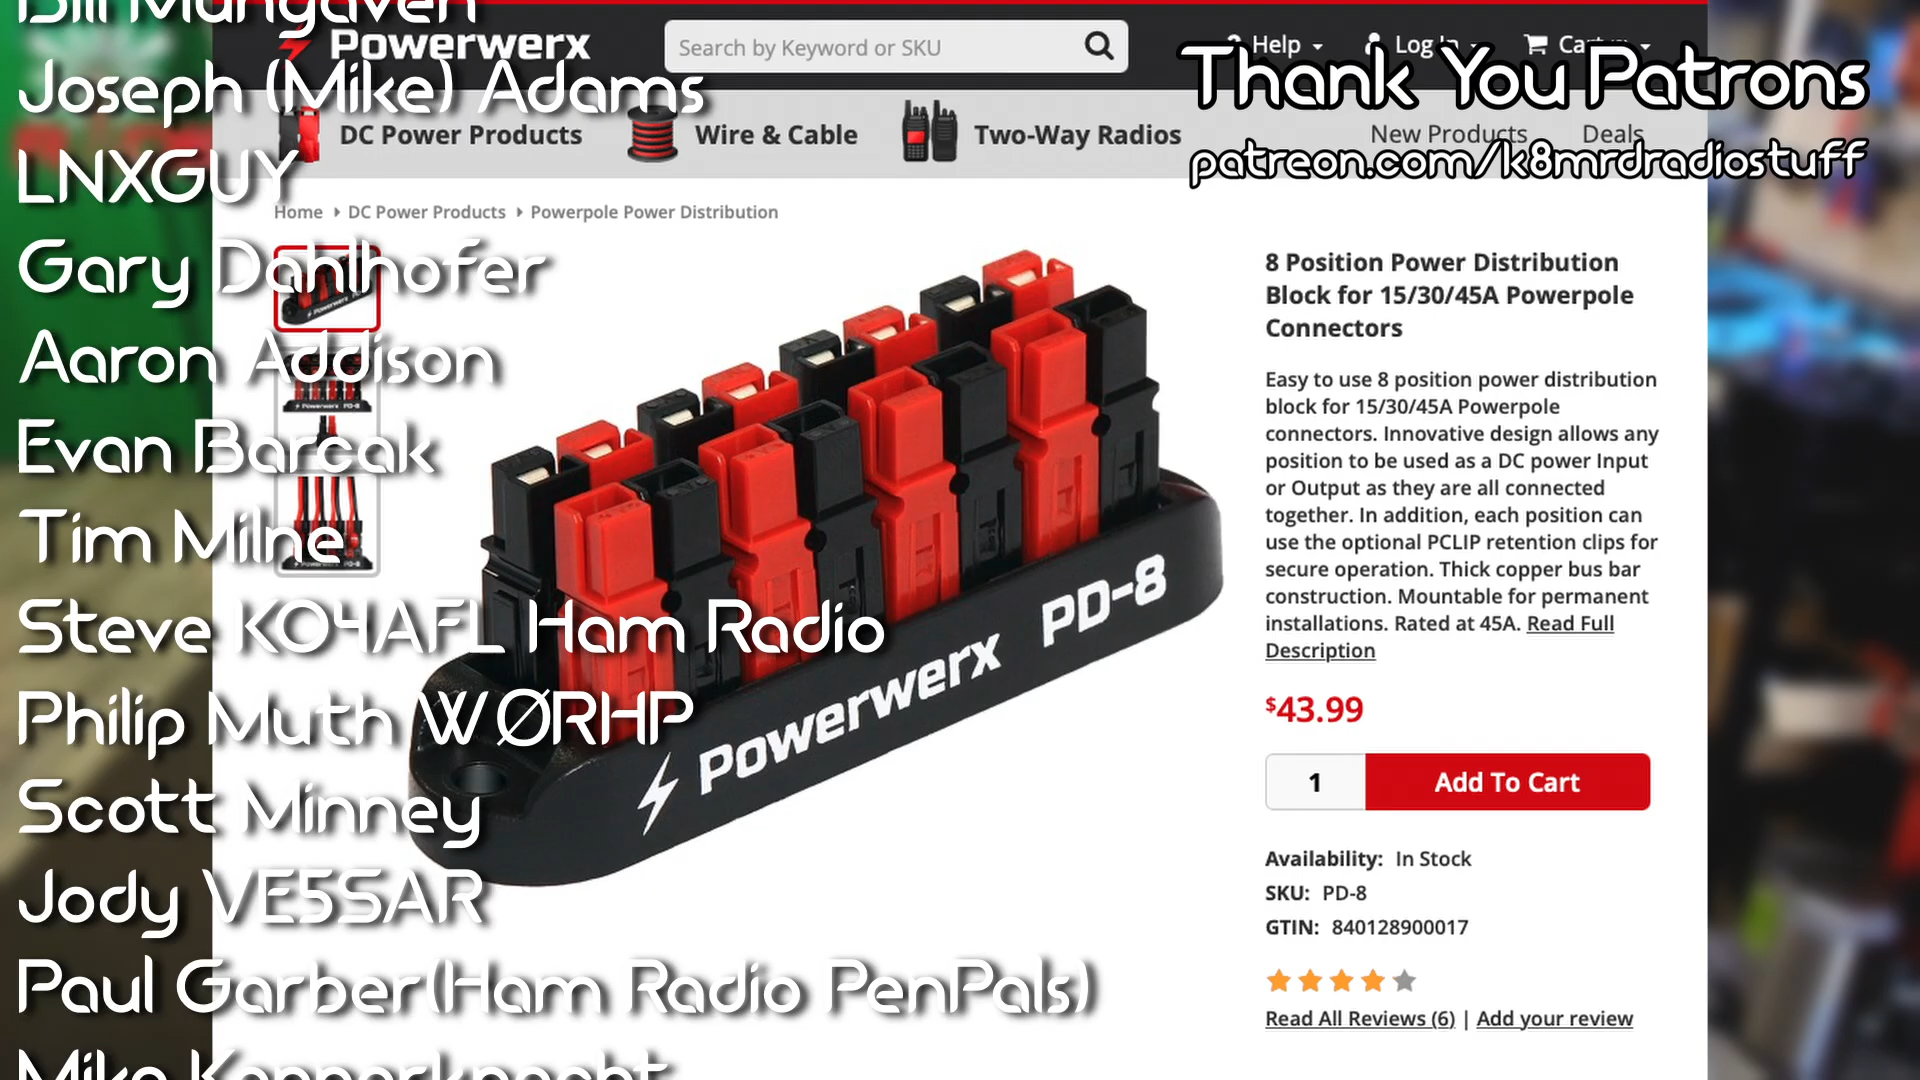 Bill Mungaven
Joseph (Mike) Adams
LNXGUY
Gary Dahlhofer
Aaron Addison
Evan Barcak
Tim Milne
Steve KO4AFL Ham Radio
Philip Muth WØRHP
Scott Minney
Jody VE5SAR
Paul Garber(Ham Radio PenPals)
Mike
Thank You Patrons
patreon.com/k8mrdradiostuff
Powerwerx
Search by Keyword or SKU
Help
Log In
Cart
DC Power Products
Wire & Cable
Two-Way Radios
New Products
Deals
Home
DC Power Products
Powerpole Power Distribution
Powerwerx PD-8
8 Position Power Distribution
Block for 15/30/45A Powerpole
Connectors
Easy to use 8 position power distribution
block for 15/30/45A Powerpole
connectors. Innovative design allows any
position to be used as a DC power Input
or Output as they are all connected
together. In addition, each position can
use the optional PCLIP retention clips for
secure operation. Thick copper bus bar
construction. Mountable for permanent
installations. Rated at 45A. Read Full
Description
$43.99
1
Add To Cart
Availability: In Stock
SKU: PD-8
GTIN: 840128900017
Read All Reviews (6) | Add your review